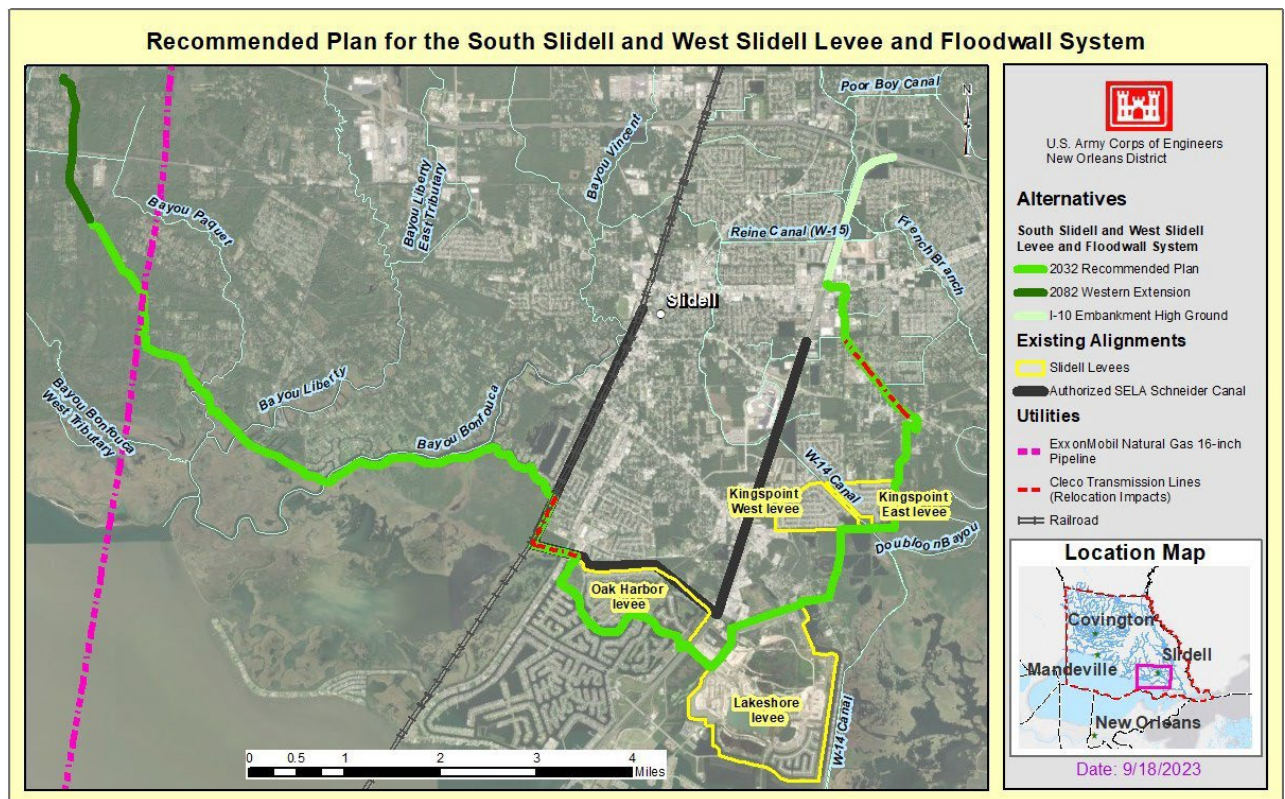 Recommended Plan for the South Slidell and West Slidell Levee and Floodwall System
Poor Boy Canal
N
Bayou Vincent
Bayou Liberty
East Tributary
Bayou Paquet
Reine Canal (W-15)
French Branch
Slidell
Bayou Liberty
Bayou Bonfouca
Bayou Bonfouca
West Tributary
W-14 Canal
Kingspoint
West levee
Kingspoint
East levee
Doubloon Bayou
Oak Harbor
levee
Lakeshore
levee
W-14 Canal
0 0.5 1 2 3 4
Miles
U.S. Army Corps of Engineers
New Orleans District
Alternatives
South Slidell and West Slidell
Levee and Floodwall System
2032 Recommended Plan
2082 Western Extension
I-10 Embankment High Ground
Existing Alignments
Slidell Levees
Authorized SELA Schneider Canal
Utilities
ExxonMobil Natural Gas 16-inch
Pipeline
Cleco Transmission Lines
(Relocation Impacts)
Railroad
Location Map
Covington
Slidell
Mandeville
New Orleans
Date: 9/18/2023